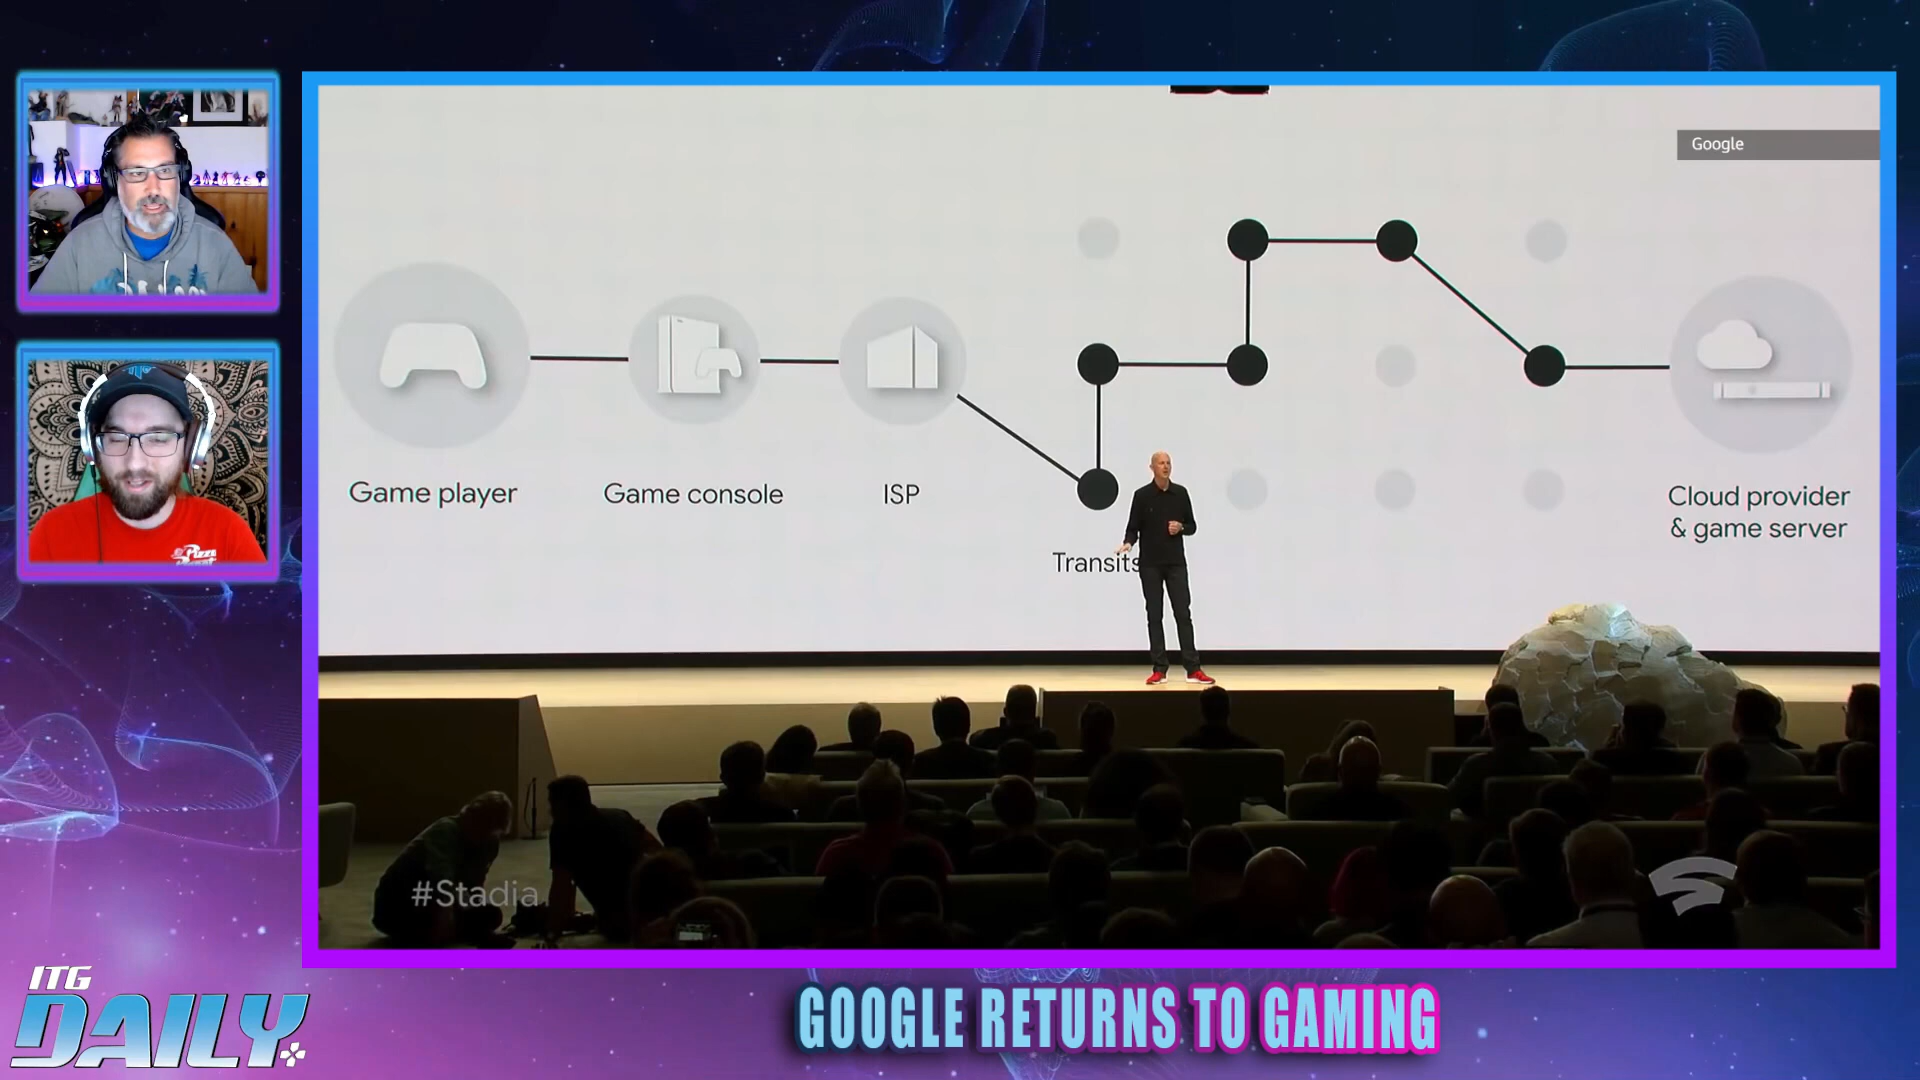 Google
Game player
Game console
ISP
Transits
Cloud provider
& game server
#Stadia
ITG
DAILY
GOOGLE RETURNS TO GAMING